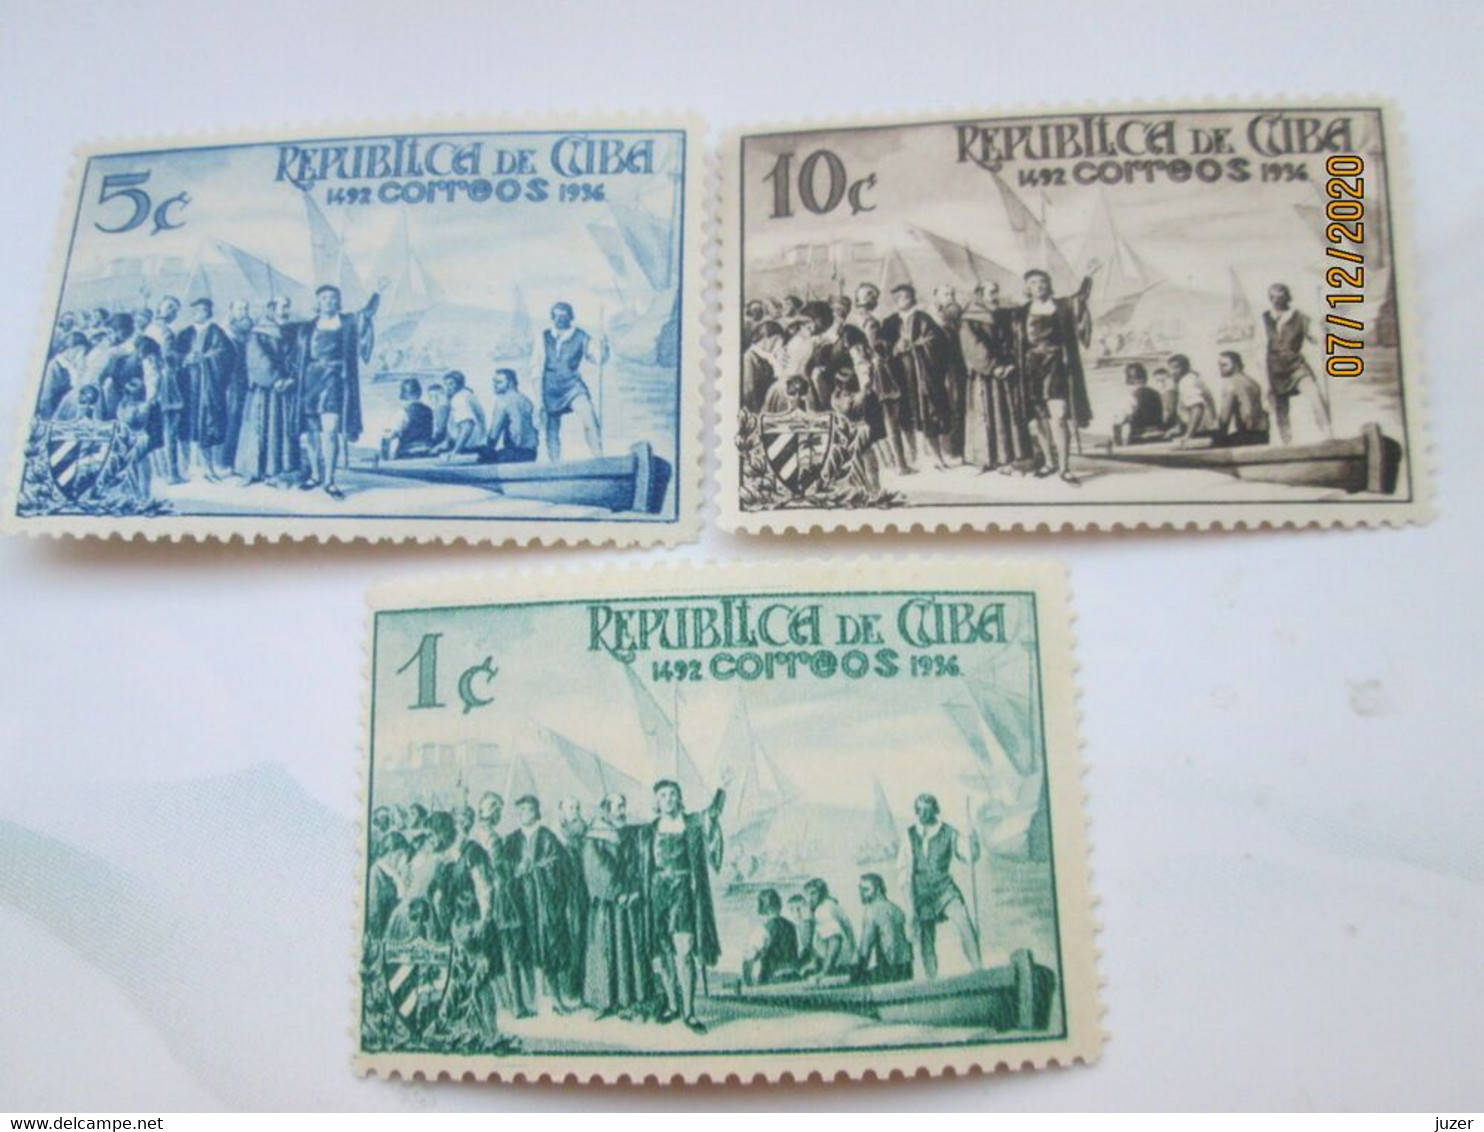 5¢
REPUBLICA DE CUBA
1492 correos 1936
10¢
REPUBLICA DE CUBA
1492 correos 1936
07/12/2020
1¢
REPUBLICA DE CUBA
1492 correos 1936
www.delcampe.net
juzer